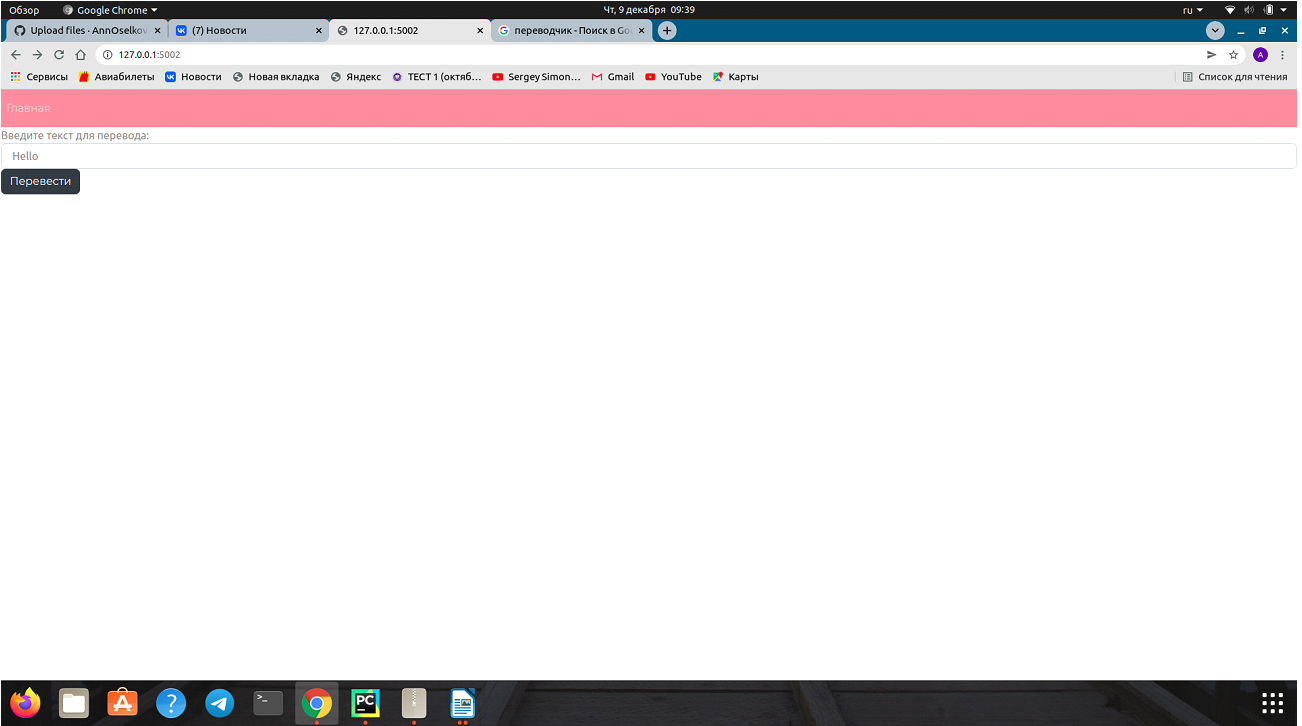 Обзор Google Chrome Чт, 9 декабря 09:39 ru
Upload files · AnnOselkov (7) Новости 127.0.0.1:5002 переводчик - Поиск в Goo
127.0.0.1:5002 A
Сервисы Авиабилеты Новости Новая вкладка Яндекс ТЕСТ 1 (октяб... Sergey Simon... Gmail YouTube Карты Список для чтения
Главная
Введите текст для перевода:
Hello
Перевести
PC